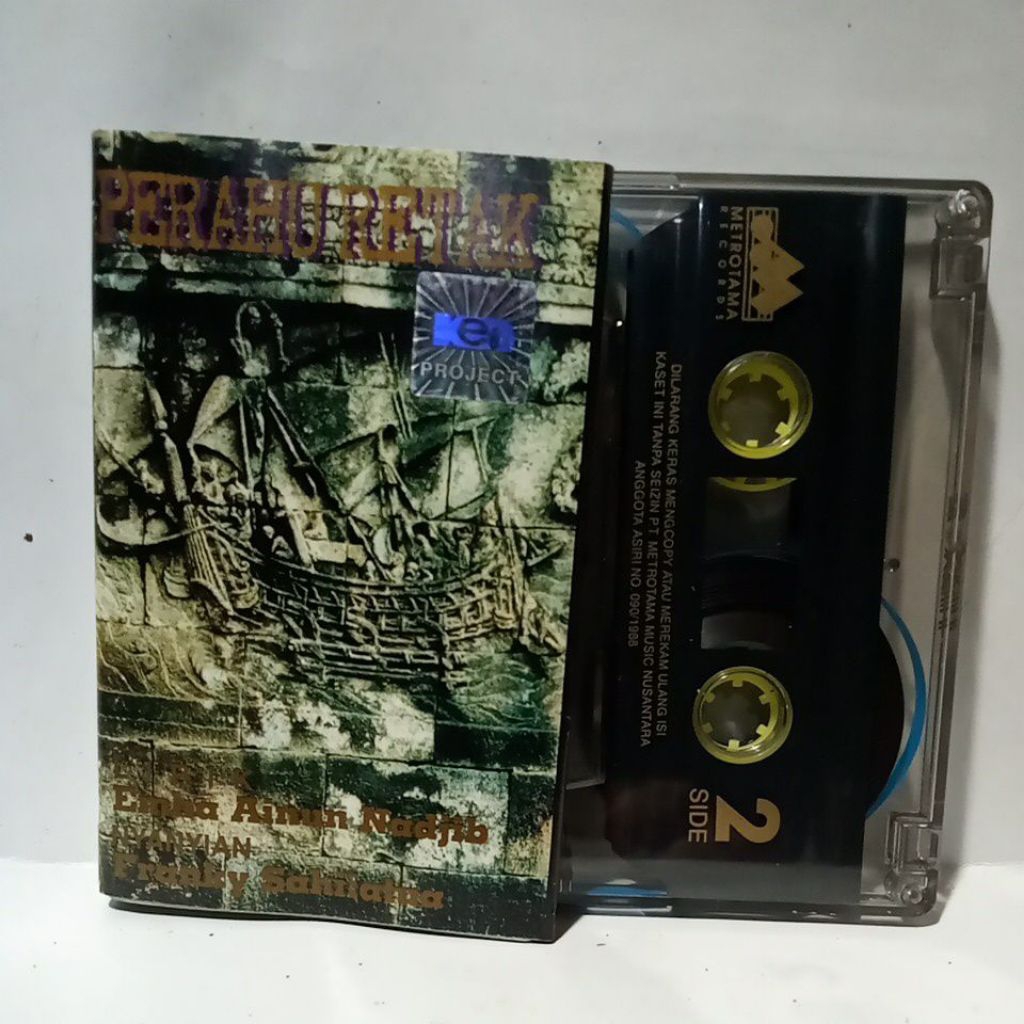 PERAHU RETAK
PROJECT
Emha Ainun Nadjib
NYANYIAN
Franky Sahilatua
METROTAMA
RECORDS
DILARANG KERAS MENGCOPY ATAU MEREKAM ULANG ISI
KASET INI TANPA SEIZIN PT. METROTAMA MUSIC NUSANTARA
ANGGOTA ASIRI NO. 090/1988
2
SIDE